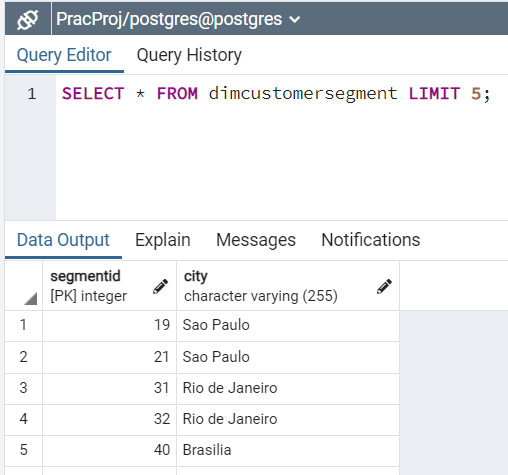 PracProj/postgres@postgres
Query Editor Query History
1 SELECT * FROM dimcustomersegment LIMIT 5;
Data Output Explain Messages Notifications
segmentid city
[PK] integer character varying (255)
1 19 Sao Paulo
2 21 Sao Paulo
3 31 Rio de Janeiro
4 32 Rio de Janeiro
5 40 Brasilia